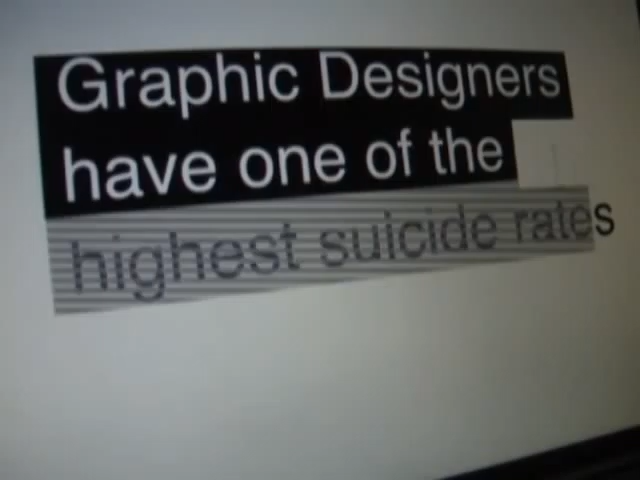 Graphic Designers
have one of the
highest suicide rates